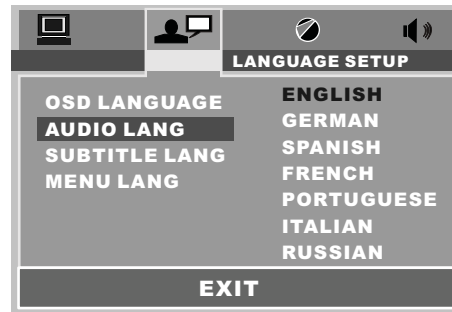 LANGUAGE SETUP
OSD LANGUAGE
AUDIO LANG
SUBTITLE LANG
MENU LANG
ENGLISH
GERMAN
SPANISH
FRENCH
PORTUGUESE
ITALIAN
RUSSIAN
EXIT